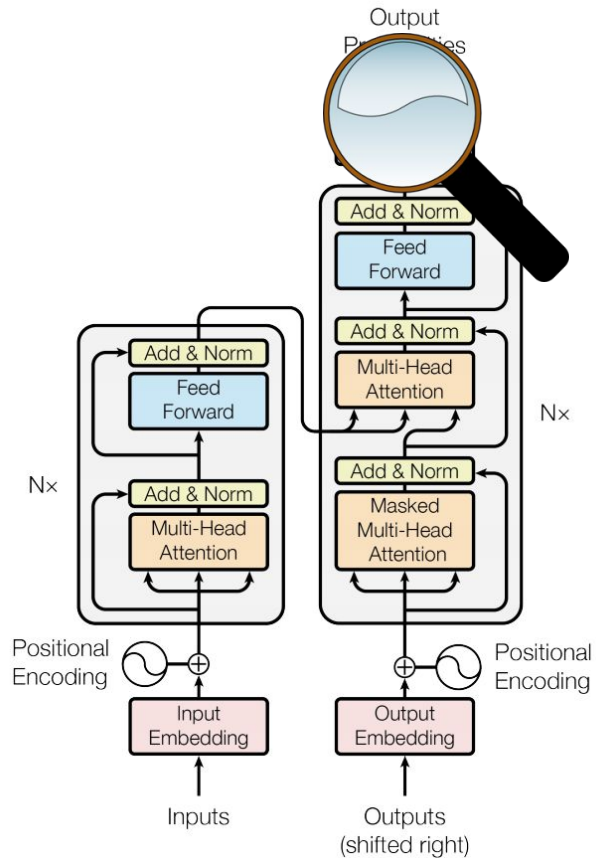 Output
Add & Norm
Feed
Forward
Add & Norm
Multi-Head
Attention
Add & Norm
Masked
Multi-Head
Attention
Nx
Add & Norm
Feed
Forward
Add & Norm
Multi-Head
Attention
Nx
Positional
Encoding
Positional
Encoding
Input
Embedding
Output
Embedding
Inputs
Outputs
(shifted right)